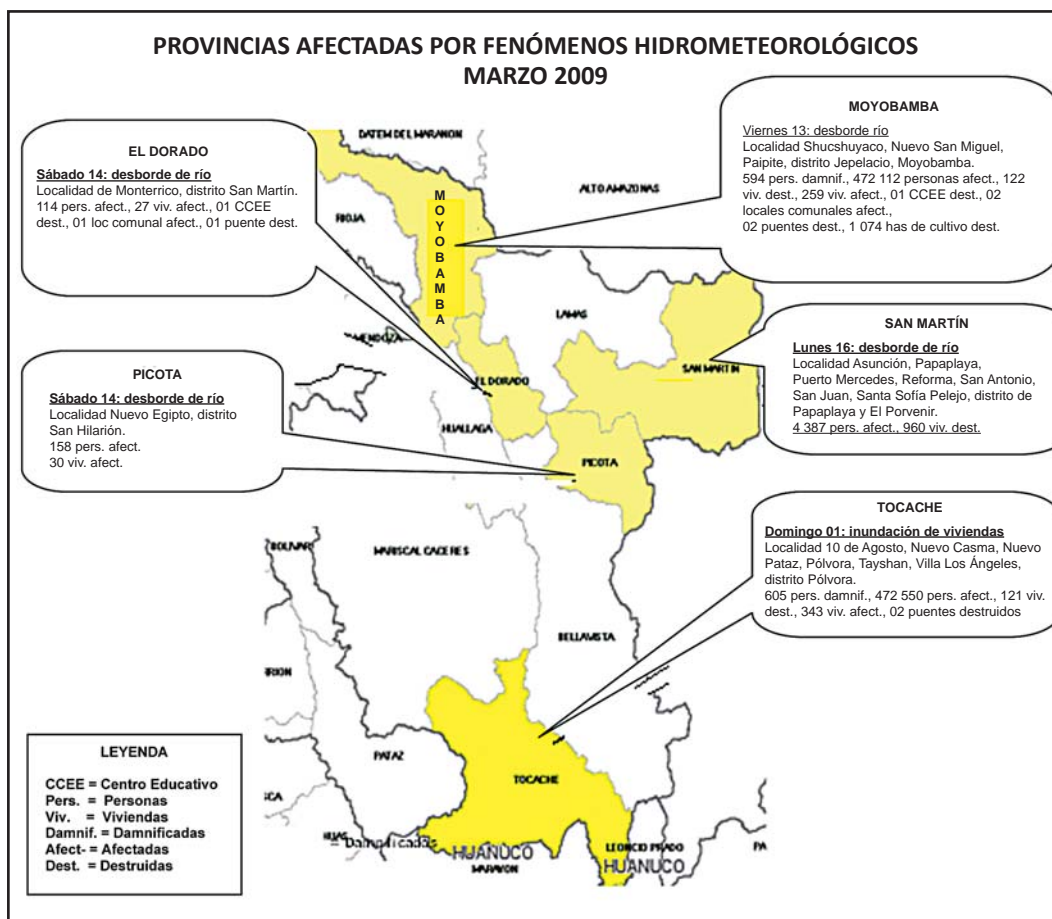 PROVINCIAS AFECTADAS POR FENÓMENOS HIDROMETEOROLÓGICOS
MARZO 2009
EL DORADO
Sábado 14: desborde de río
Localidad de Monterrico, distrito San Martín.
114 pers. afect., 27 viv. afect., 01 CCEE
dest., 01 loc comunal afect., 01 puente dest.
MOYOBAMBA
Viernes 13: desborde río
Localidad Shucshuyaco, Nuevo San Miguel,
Paipite, distrito Jepelacio, Moyobamba.
594 pers. damnif., 472 112 personas afect., 122
viv. dest., 259 viv. afect., 01 CCEE dest., 02
locales comunales afect.,
02 puentes dest., 1 074 has de cultivo dest.
PICOTA
Sábado 14: desborde de río
Localidad Nuevo Egipto, distrito
San Hilarión.
158 pers. afect.
30 viv. afect.
SAN MARTÍN
Lunes 16: desborde de río
Localidad Asunción, Papaplaya,
Puerto Mercedes, Reforma, San Antonio,
San Juan, Santa Sofía Pelejo, distrito de
Papaplaya y El Porvenir.
4 387 pers. afect., 960 viv. dest.
TOCACHE
Domingo 01: inundación de viviendas
Localidad 10 de Agosto, Nuevo Casma, Nuevo
Pataz, Pólvora, Tayshan, Villa Los Ángeles,
distrito Pólvora.
605 pers. damnif., 472 550 pers. afect., 121 viv.
dest., 343 viv. afect., 02 puentes destruidos
DATEM DEL MARAÑON
ALTO AMAZONAS
RIOJA
MOYOBAMBA
LAMAS
MENDOZA
EL DORADO
SAN MARTIN
HUALLAGA
PICOTA
BOLIVAR
MARISCAL CACERES
BELLAVISTA
RRION
PATAZ
TOCACHE
SCA
HUAS
= Damnificadas
HUANUCO
MARAÑON
LEONCIO PRADO
HUANUCO
PA
LEYENDA
CCEE = Centro Educativo
Pers. = Personas
Viv. = Viviendas
Damnif. = Damnificadas
Afect- = Afectadas
Dest. = Destruidas